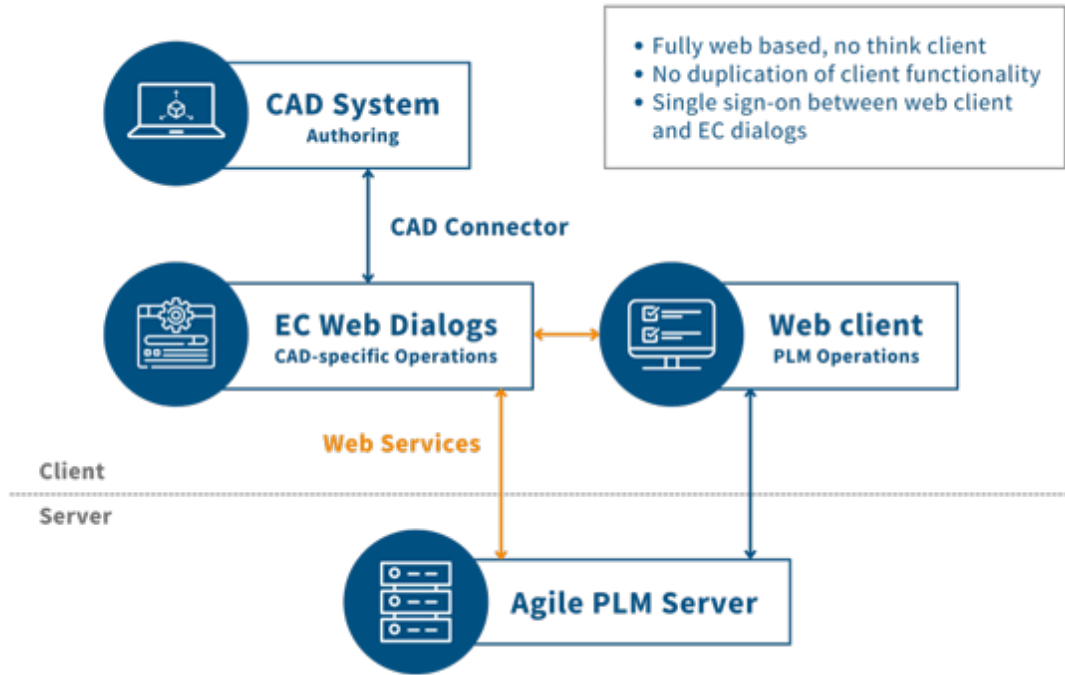 • Fully web based, no think client
• No duplication of client functionality
• Single sign-on between web client
and EC dialogs
CAD System
Authoring
CAD Connector
EC Web Dialogs
CAD-specific Operations
Web client
PLM Operations
Web Services
Client
Server
Agile PLM Server